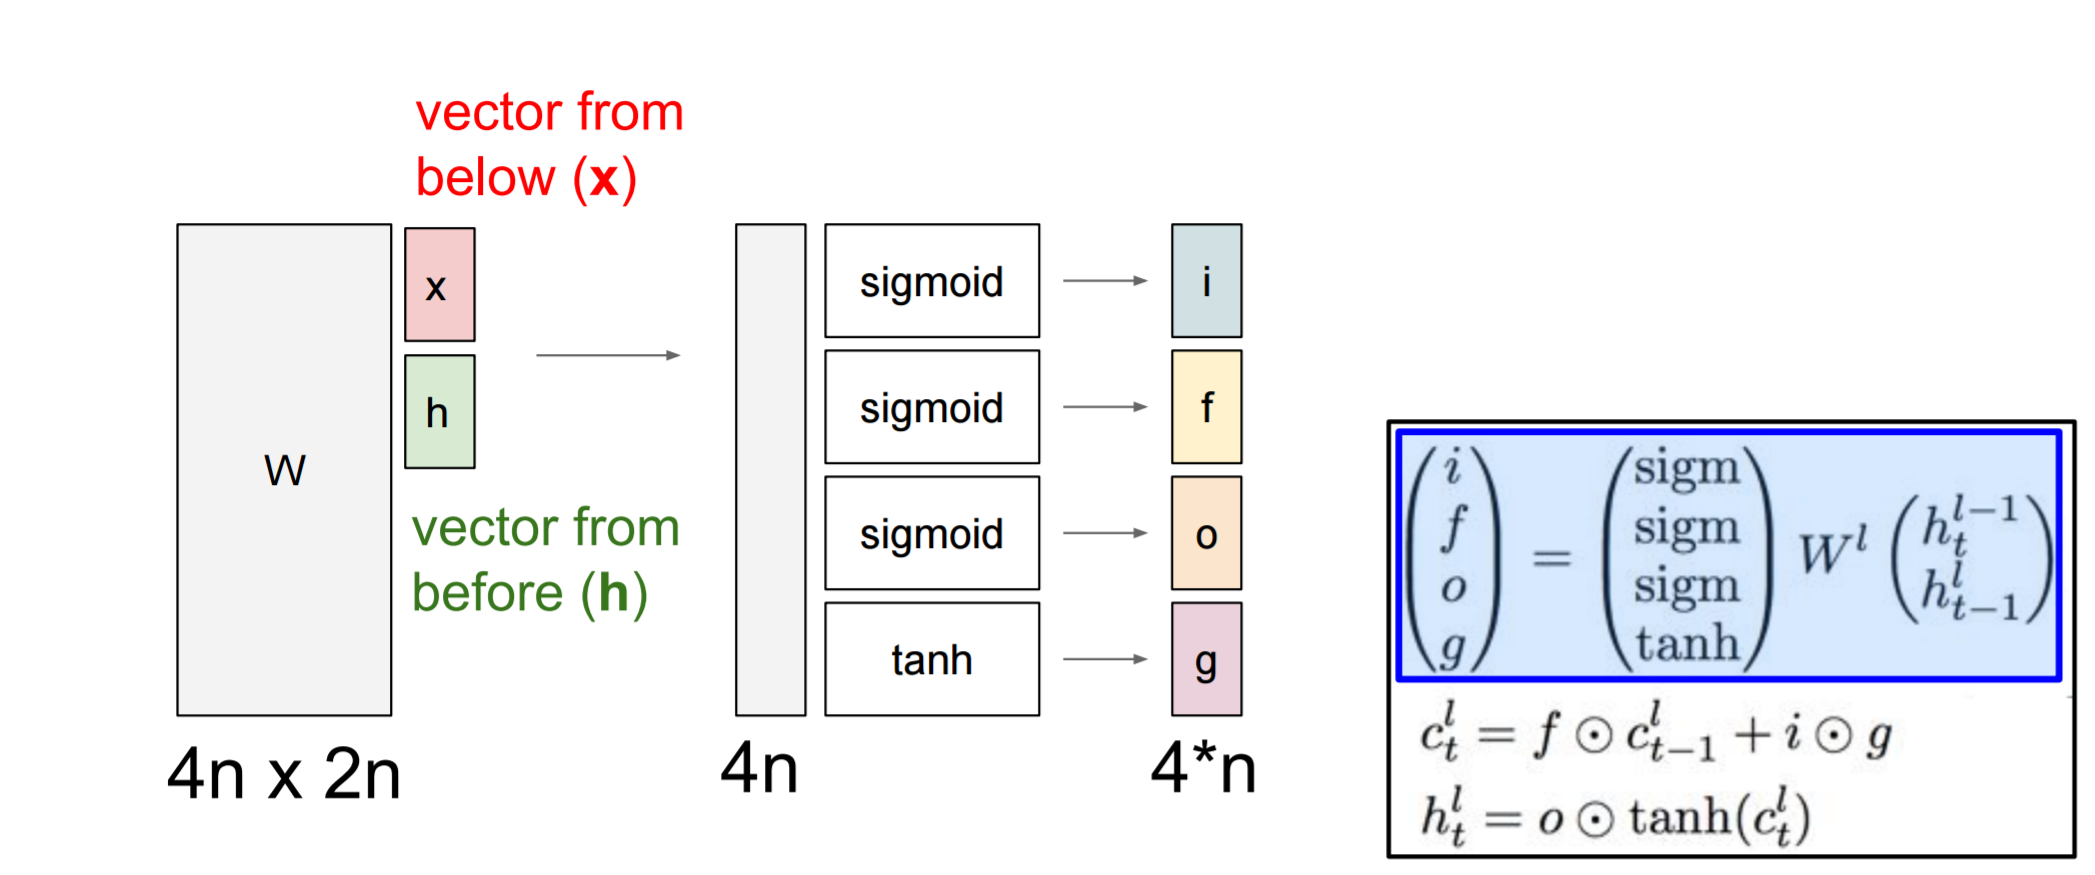 vector from
below (x)
x
h
W
vector from
before (h)
4n x 2n
4n
sigmoid
sigmoid
sigmoid
tanh
i
f
o
g
4*n
(i f o g) = (sigm sigm sigm tanh) W^l (h_t^{l-1} h_{t-1}^l)
c_t^l = f ⊙ c_{t-1}^l + i ⊙ g
h_t^l = o ⊙ tanh(c_t^l)